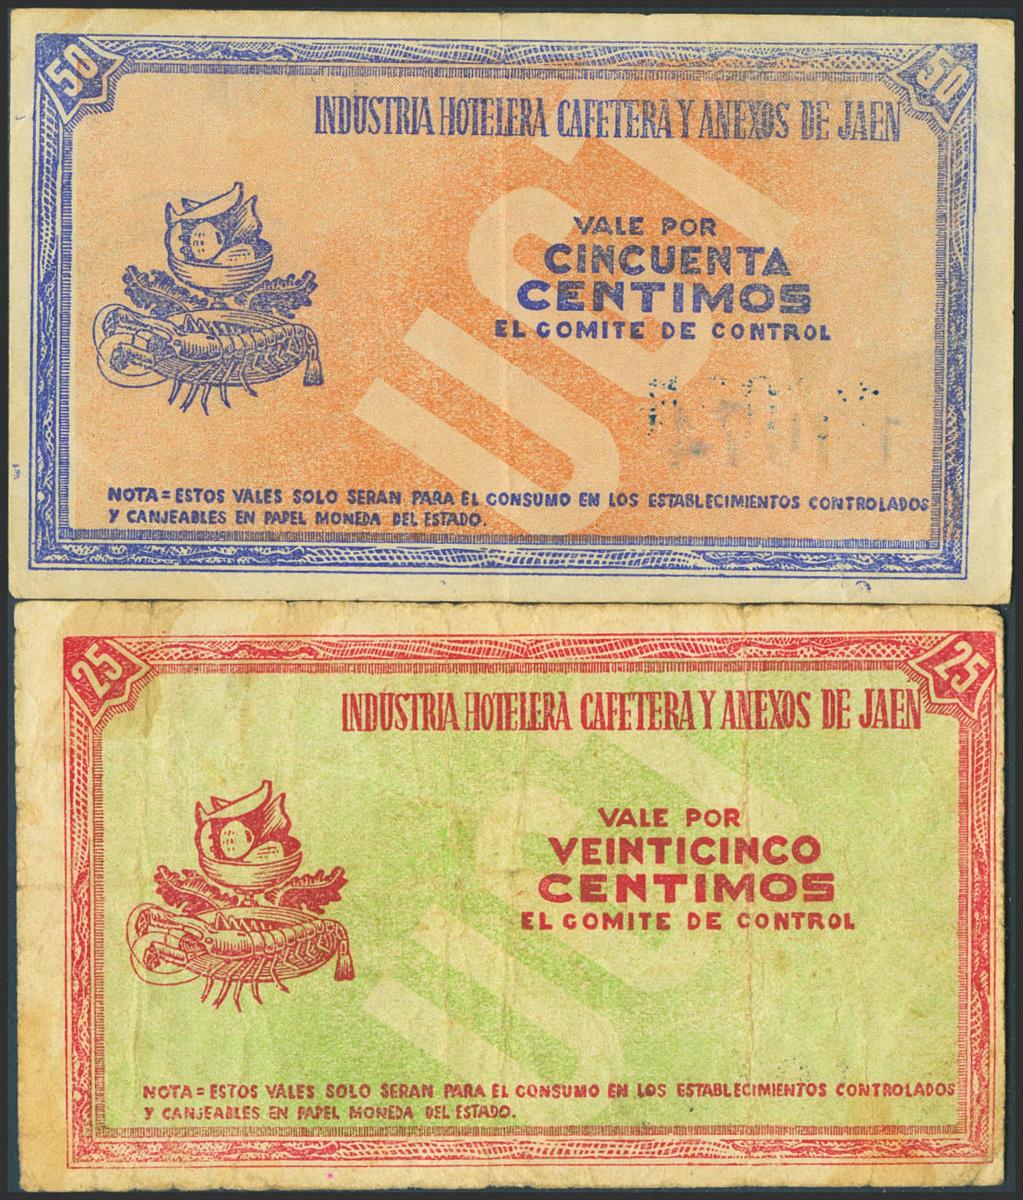 50 50
INDUSTRIA HOTELERA CAFETERA Y ANEXOS DE JAEN
VALE POR
CINCUENTA
CENTIMOS
EL COMITE DE CONTROL
NOTA=ESTOS VALES SOLO SERAN PARA EL CONSUMO EN LOS ESTABLECIMIENTOS CONTROLADOS
Y CANJEABLES EN PAPEL MONEDA DEL ESTADO.
25 25
INDUSTRIA HOTELERA CAFETERA Y ANEXOS DE JAEN
VALE POR
VEINTICINCO
CENTIMOS
EL COMITE DE CONTROL
NOTA=ESTOS VALES SOLO SERAN PARA EL CONSUMO EN LOS ESTABLECIMIENTOS CONTROLADOS
Y CANJEABLES EN PAPEL MONEDA DEL ESTADO.